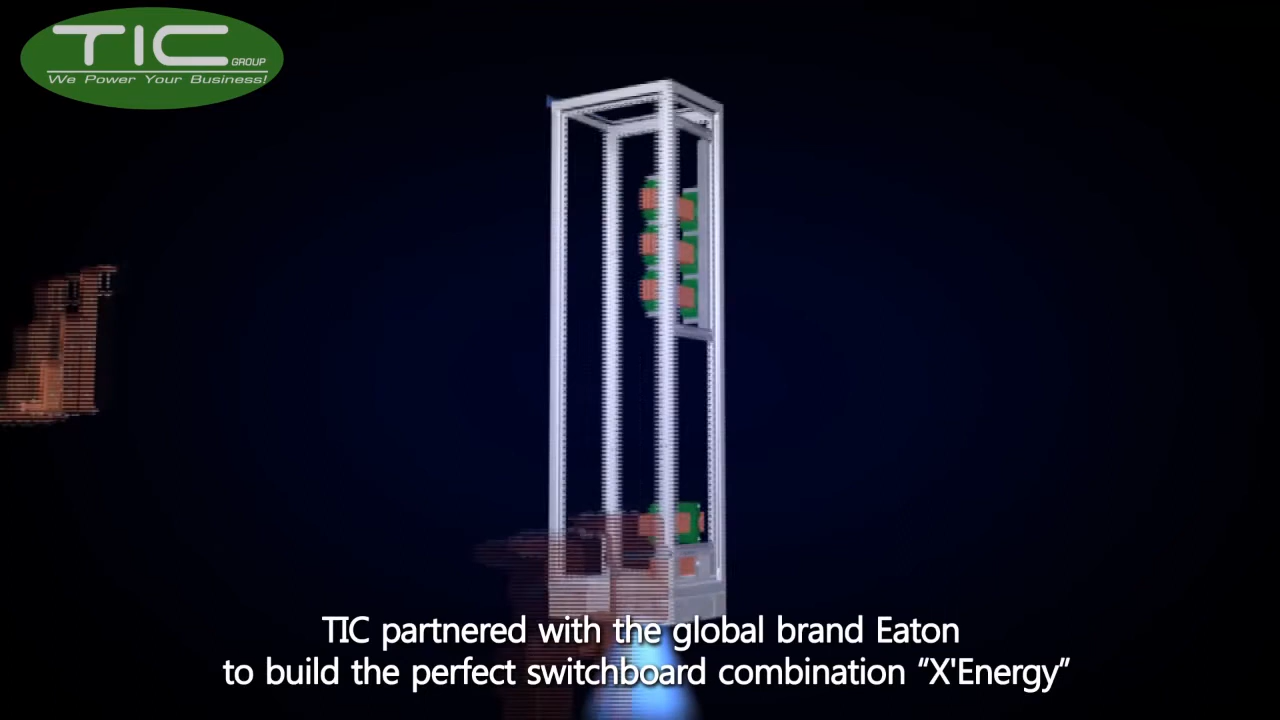 TIC GROUP
We Power Your Business!
TIC partnered with the global brand Eaton
to build the perfect switchboard combination “X'Energy”